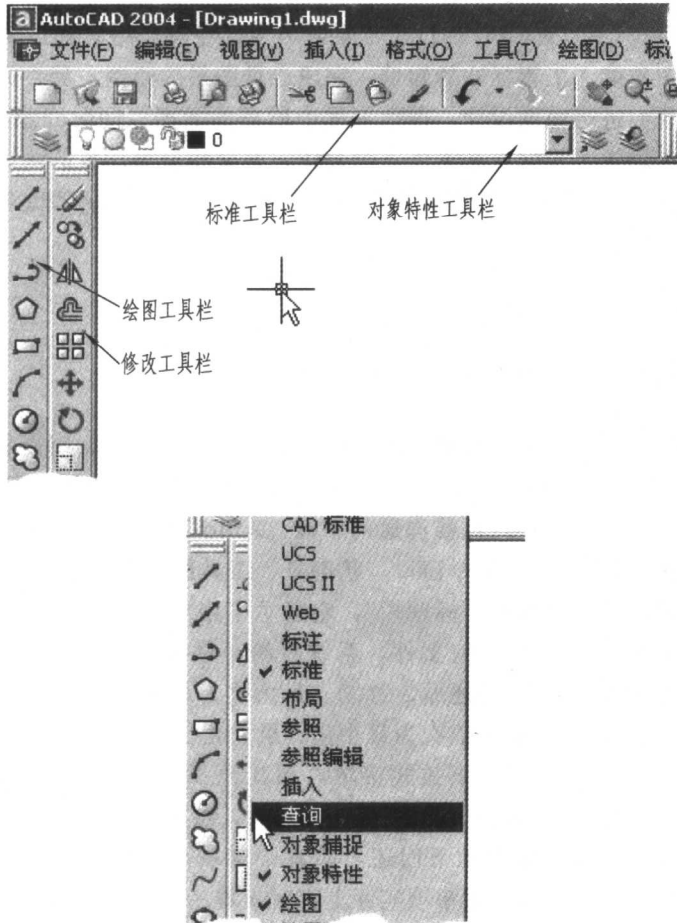 AutoCAD 2004 - [Drawing1.dwg]
文件(F) 编辑(E) 视图(V) 插入(I) 格式(O) 工具(T) 绘图(D) 标注
0
标准工具栏 对象特性工具栏
绘图工具栏
修改工具栏
CAD 标准
UCS
UCS II
Web
标注
标准
布局
参照
参照编辑
插入
查询
对象捕捉
对象特性
绘图